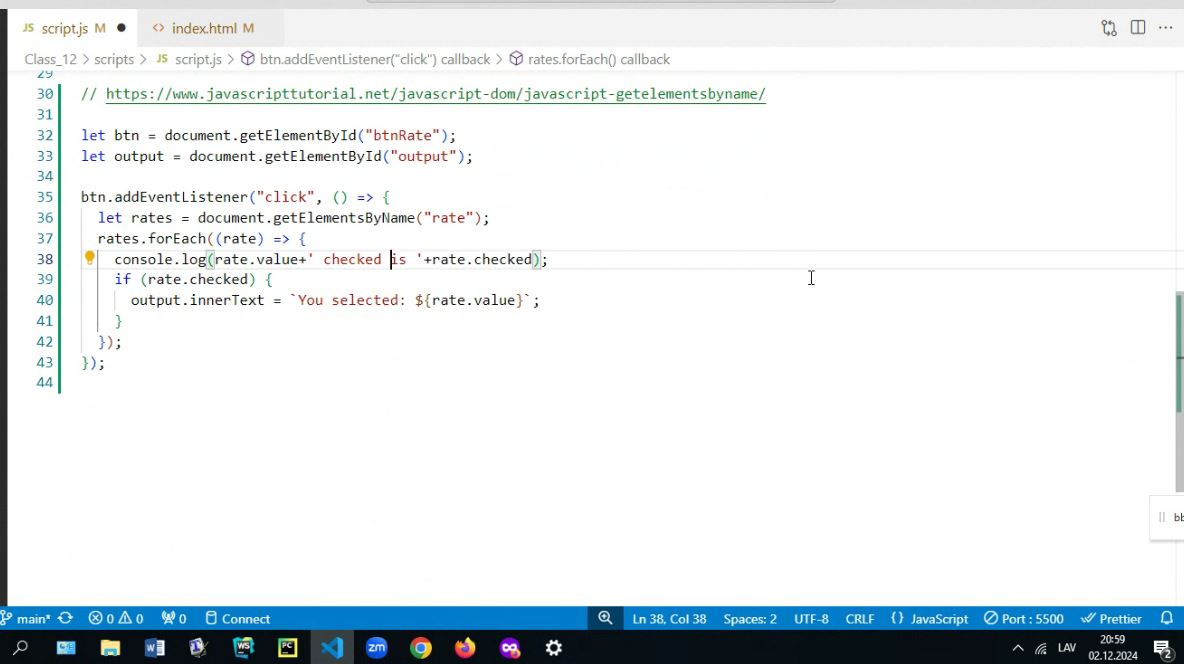 JS script.js M ● <> index.html M
Class_12 > scripts > JS script.js > btn.addEventListener("click") callback > rates.forEach() callback
29
30 // https://www.javascripttutorial.net/javascript-dom/javascript-getelementsbyname/
31
32 let btn = document.getElementById("btnRate");
33 let output = document.getElementById("output");
34
35 btn.addEventListener("click", () => {
36 let rates = document.getElementsByName("rate");
37 rates.forEach((rate) => {
38 console.log(rate.value+' checked is '+rate.checked);
39 if (rate.checked) {
40 output.innerText = `You selected: ${rate.value}`;
41 }
42 });
43 });
44
bb
main* 0 0 0 Connect Ln 38, Col 38 Spaces: 2 UTF-8 CRLF {} JavaScript Port : 5500 Prettier
W WS PC zm LAV 20:59
02.12.2024 2